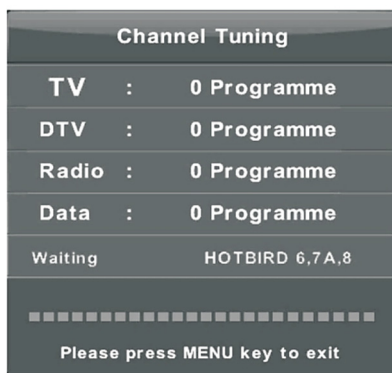 Channel Tuning
TV : 0 Programme
DTV : 0 Programme
Radio : 0 Programme
Data : 0 Programme
Waiting HOTBIRD 6,7A,8
Please press MENU key to exit